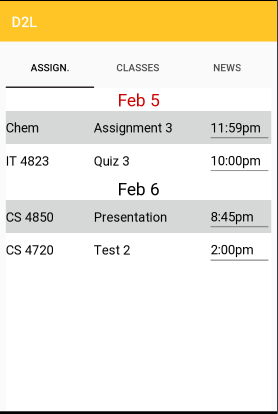 D2L
ASSIGN. CLASSES NEWS
Feb 5
Chem Assignment 3 11:59pm
IT 4823 Quiz 3 10:00pm
Feb 6
CS 4850 Presentation 8:45pm
CS 4720 Test 2 2:00pm